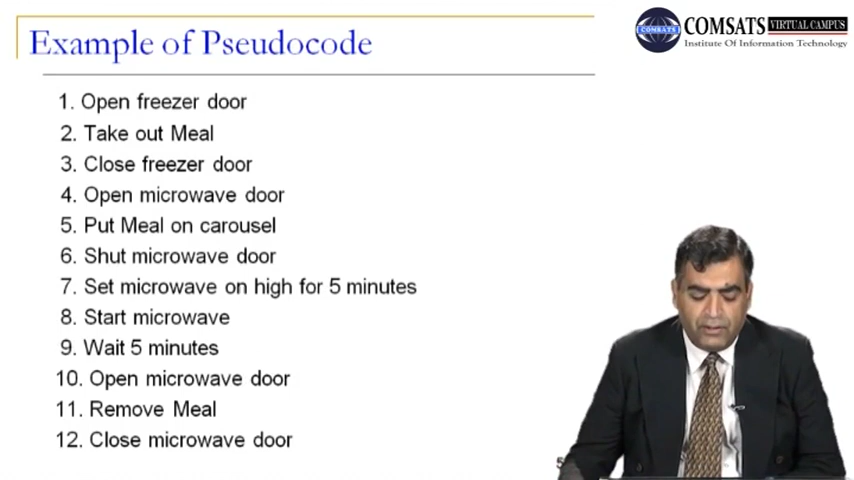 Example of Pseudocode
COMSATS
COMSATS VIRTUAL CAMPUS
Institute Of Information Technology
1. Open freezer door
2. Take out Meal
3. Close freezer door
4. Open microwave door
5. Put Meal on carousel
6. Shut microwave door
7. Set microwave on high for 5 minutes
8. Start microwave
9. Wait 5 minutes
10. Open microwave door
11. Remove Meal
12. Close microwave door